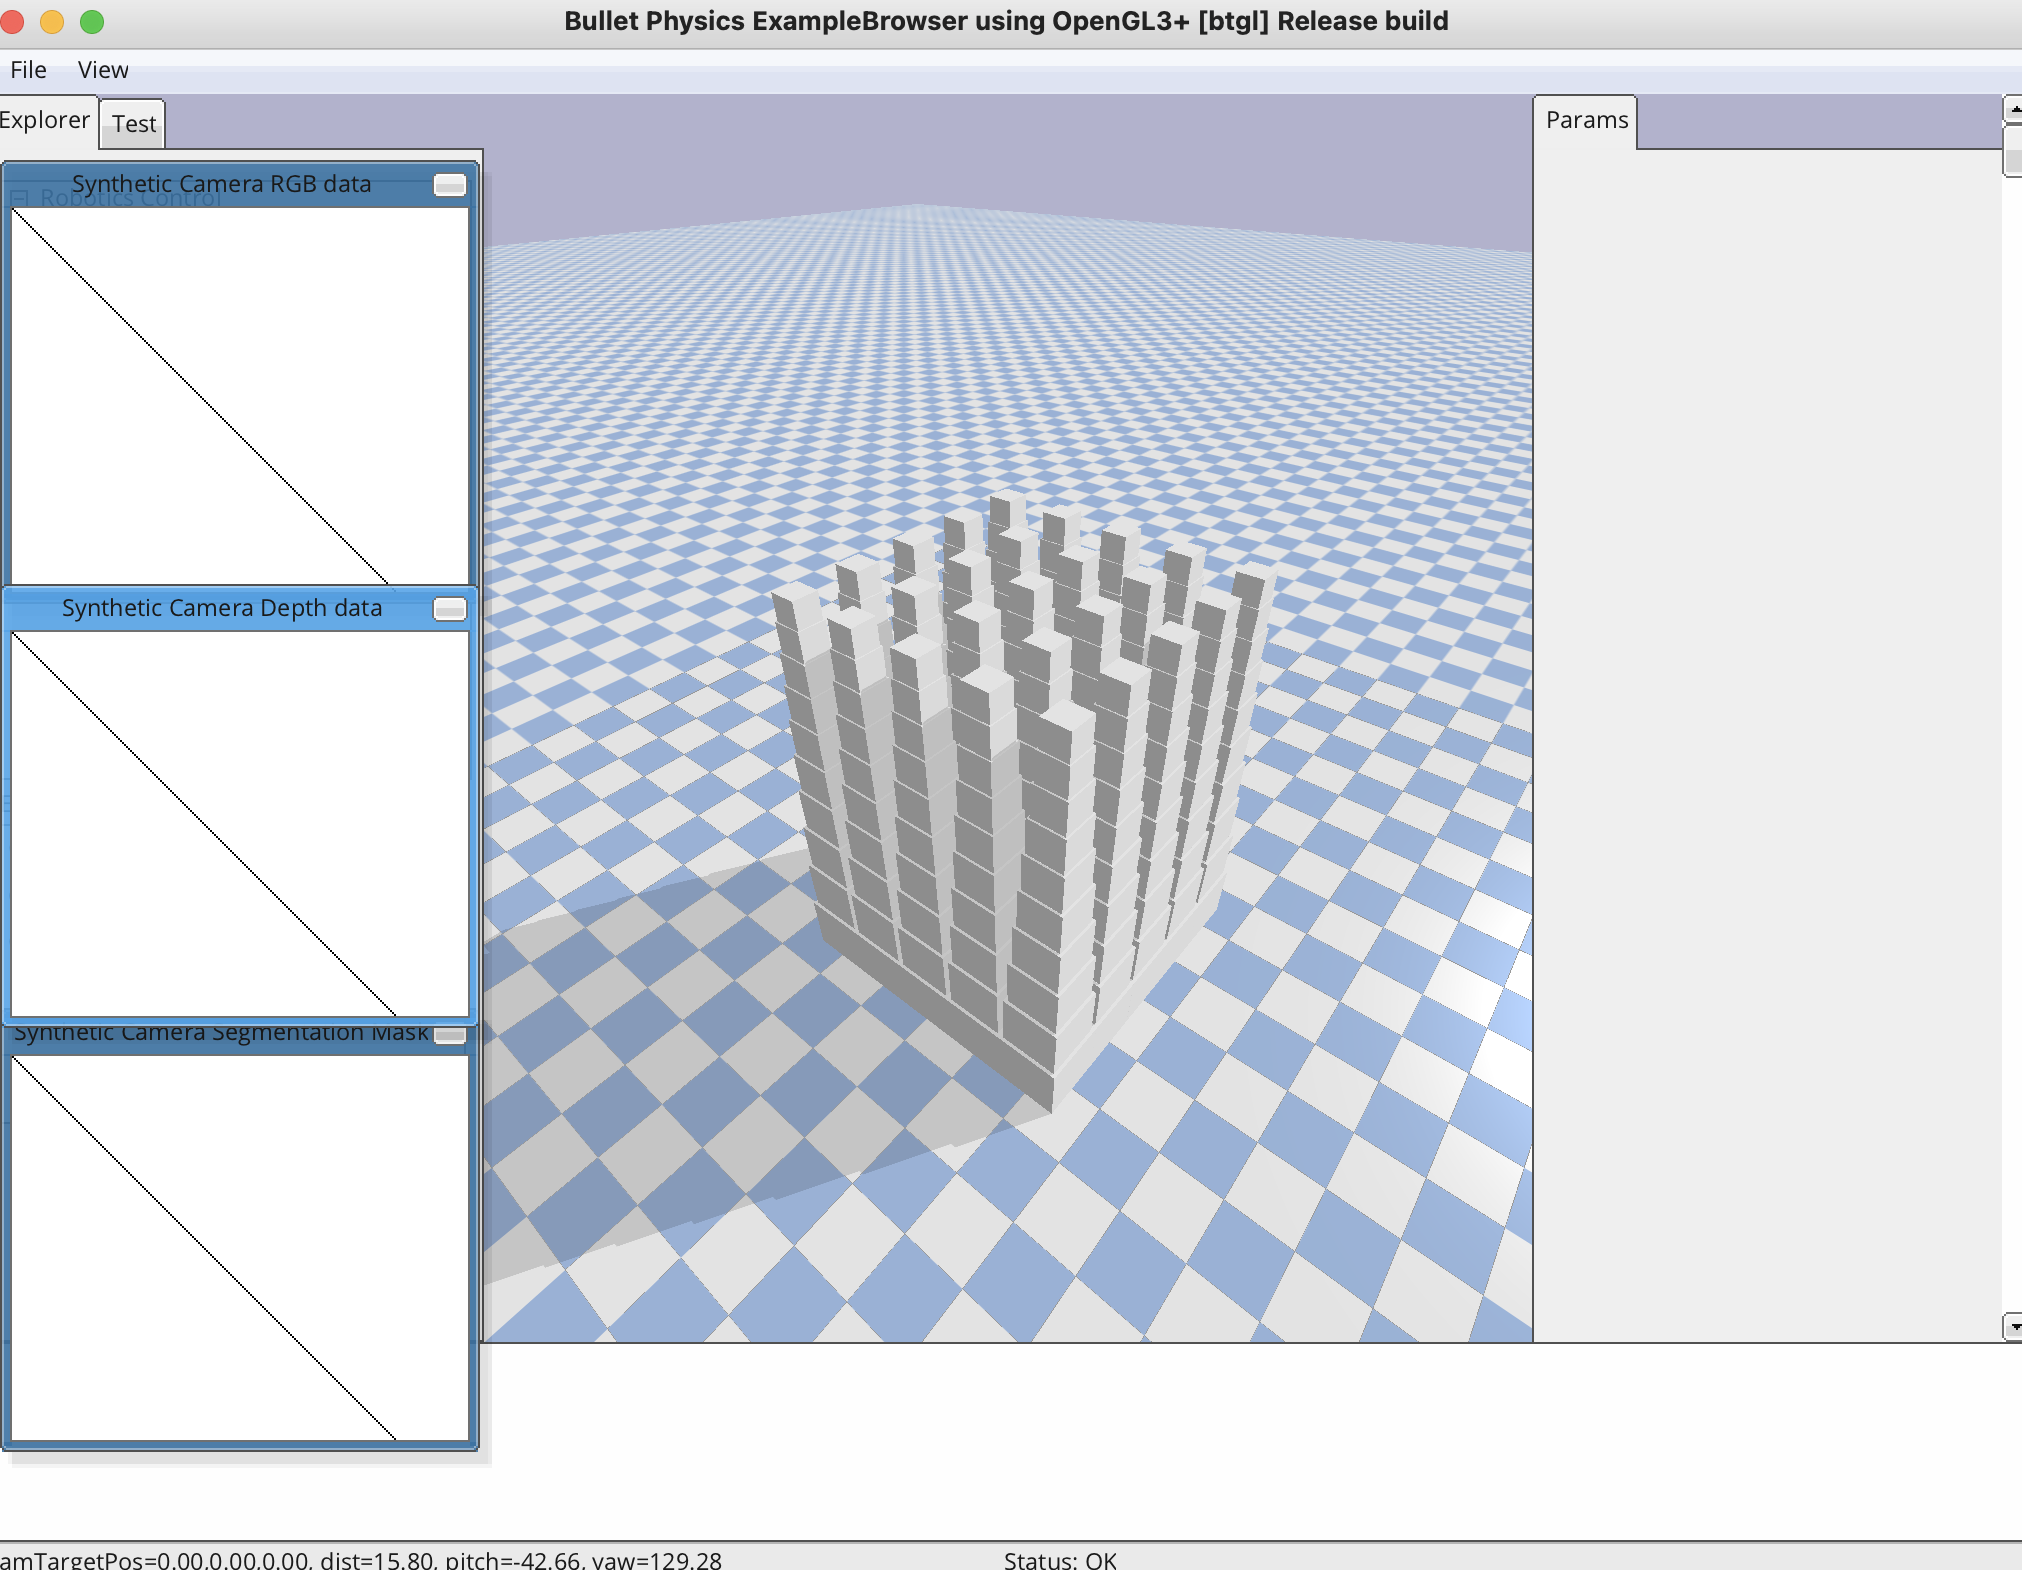 Bullet Physics ExampleBrowser using OpenGL3+ [btgl] Release build
File View
Explorer Test
Params
Synthetic Camera RGB data
Robotics Control
Synthetic Camera Depth data
Synthetic Camera Segmentation Mask
amTargetPos=0.00,0.00,0.00, dist=15.80, pitch=-42.66, yaw=129.28
Status: OK